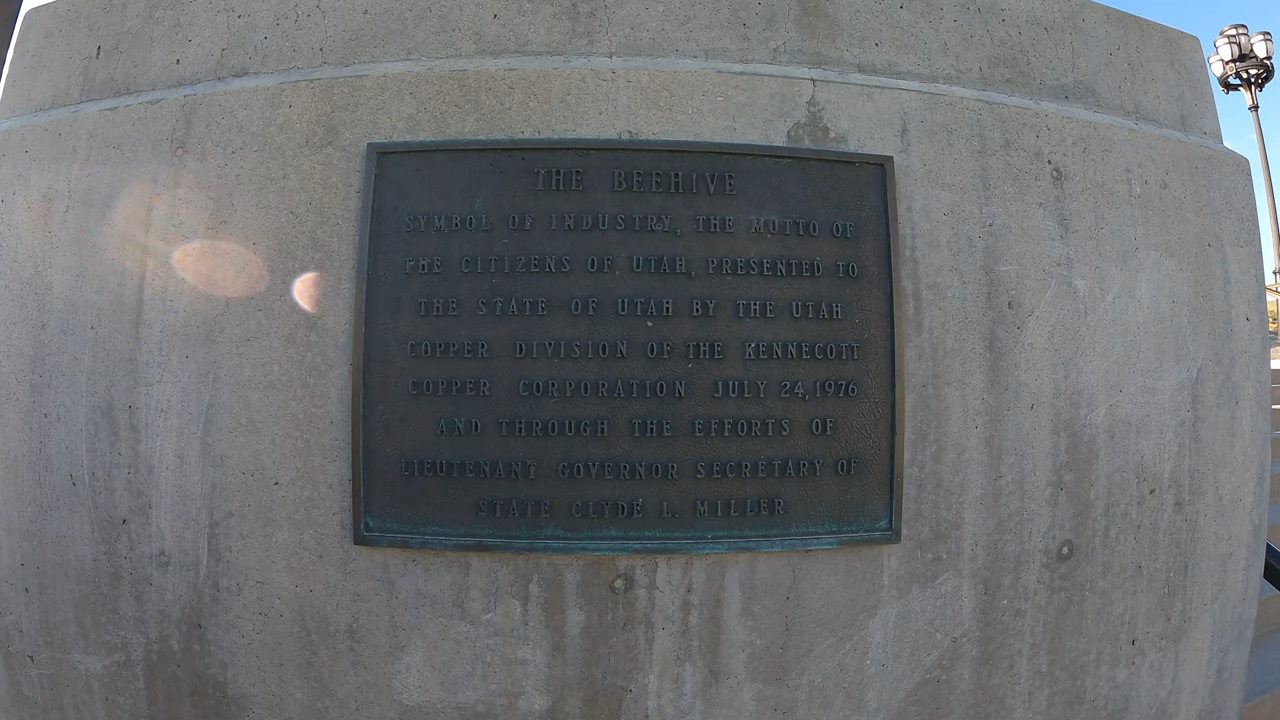 THE BEEHIVE
SYMBOL OF INDUSTRY, THE MOTTO OF
THE CITIZENS OF UTAH, PRESENTED TO
THE STATE OF UTAH BY THE UTAH
COPPER DIVISION OF THE KENNECOTT
COPPER CORPORATION JULY 24, 1976
AND THROUGH THE EFFORTS OF
LIEUTENANT GOVERNOR SECRETARY OF
STATE CLYDE L. MILLER